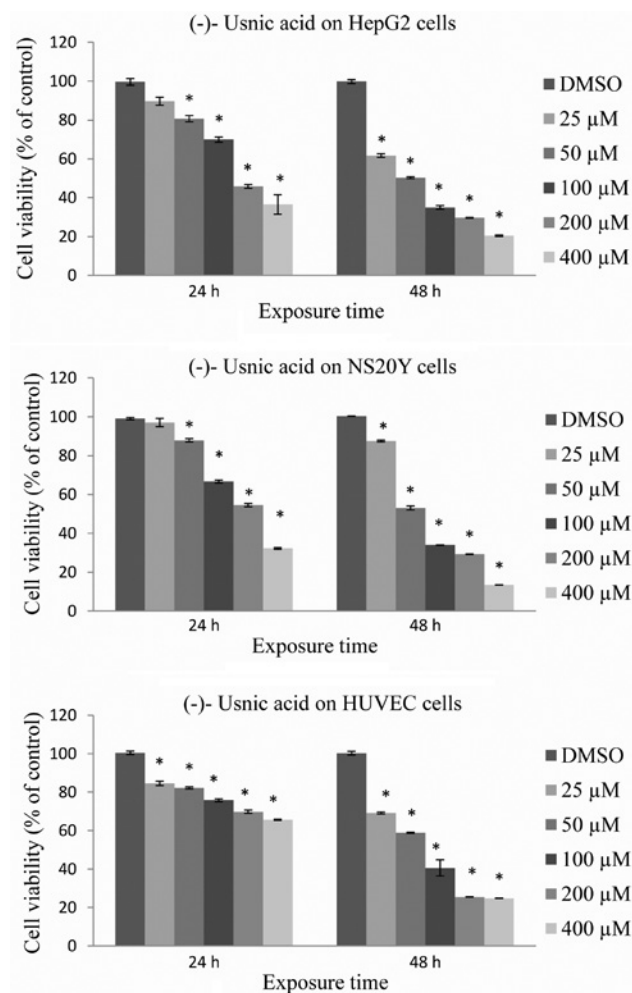 (-)- Usnic acid on HepG2 cells
Cell viability (% of control)
120
100
80
60
40
20
0
* * * *
* * * * *
24 h
48 h
Exposure time
DMSO
25 µM
50 µM
100 µM
200 µM
400 µM
(-)- Usnic acid on NS20Y cells
Cell viability (% of control)
120
100
80
60
40
20
0
* * * *
* * * * *
24 h
48 h
Exposure time
DMSO
25 µM
50 µM
100 µM
200 µM
400 µM
(-)- Usnic acid on HUVEC cells
Cell viability (% of control)
120
100
80
60
40
20
0
* * * * *
* * * * *
24 h
48 h
Exposure time
DMSO
25 µM
50 µM
100 µM
200 µM
400 µM